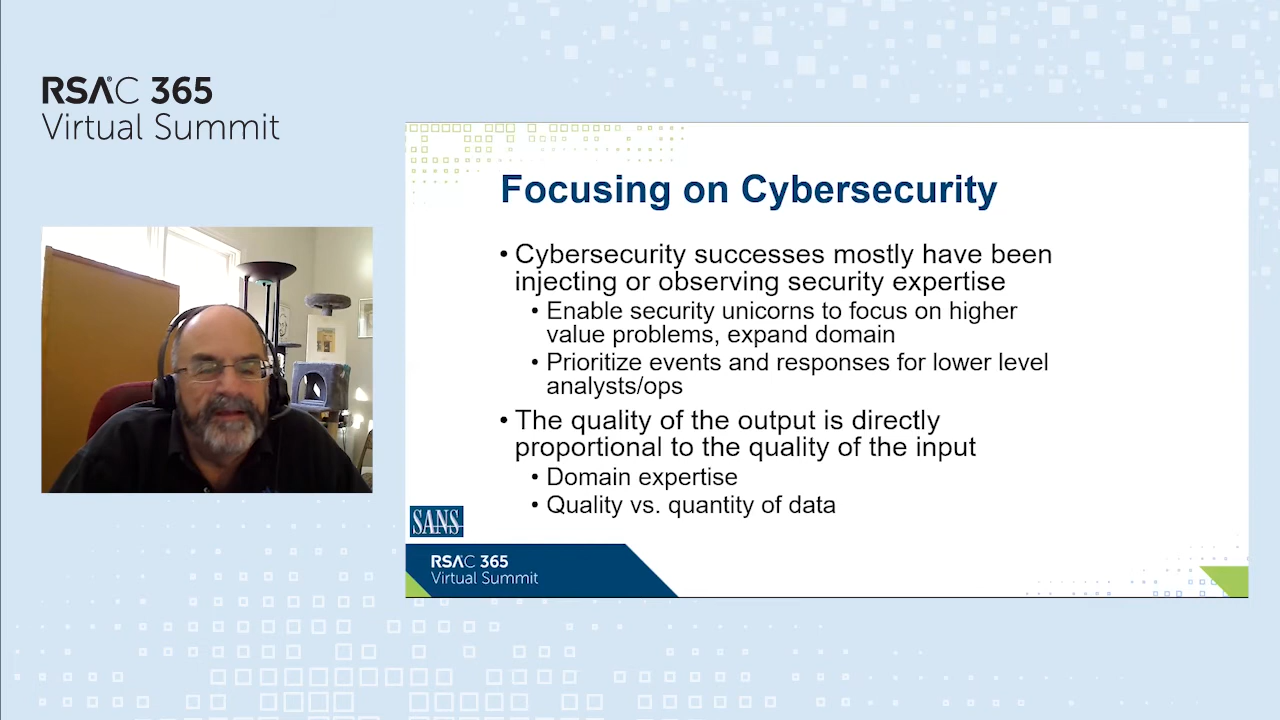 RSAC 365
Virtual Summit
Focusing on Cybersecurity
• Cybersecurity successes mostly have been
injecting or observing security expertise
• Enable security unicorns to focus on higher
value problems, expand domain
• Prioritize events and responses for lower level
analysts/ops
• The quality of the output is directly
proportional to the quality of the input
• Domain expertise
• Quality vs. quantity of data
SANS
RSAC 365
Virtual Summit